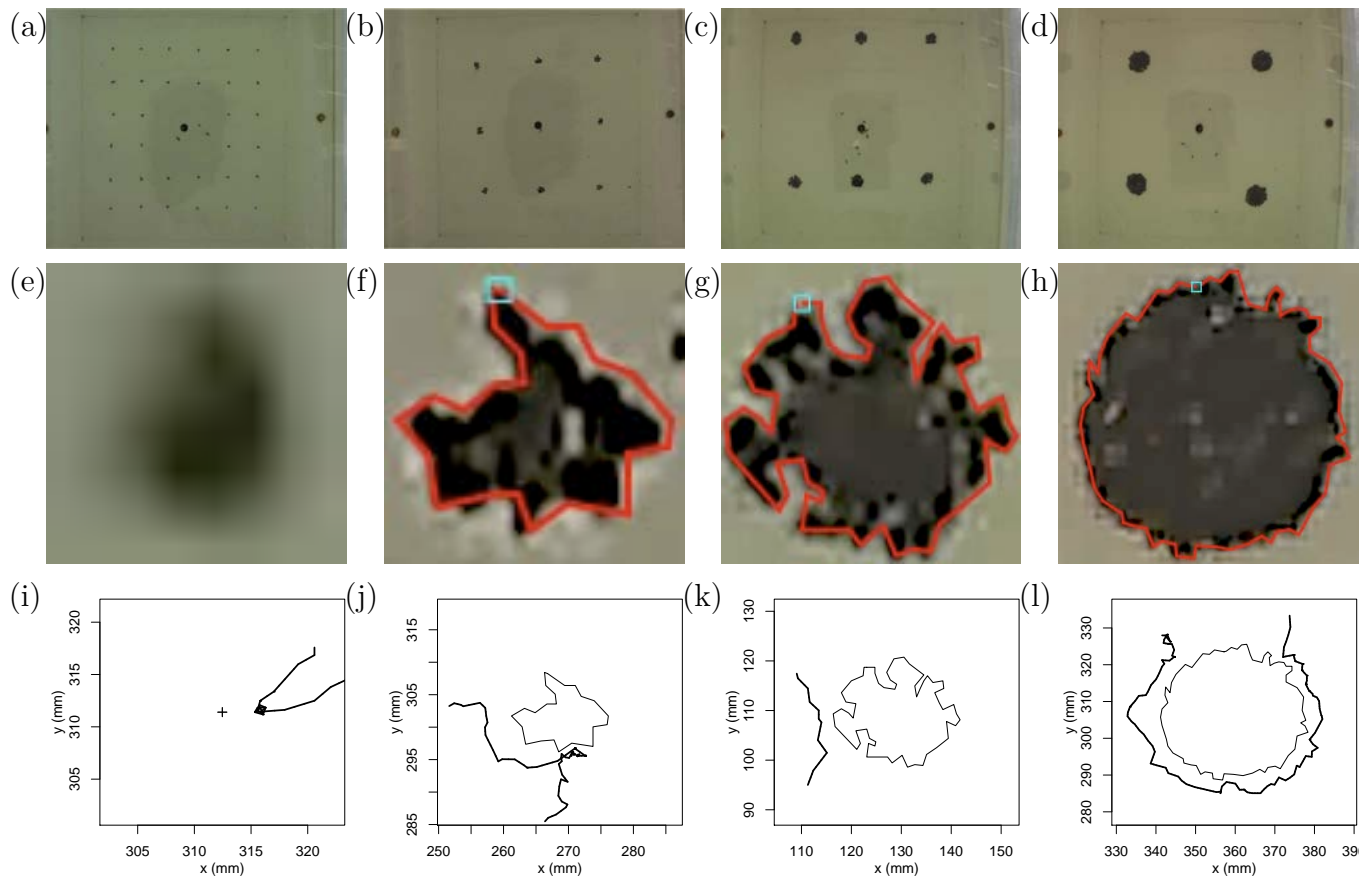 (a) (b) (c) (d)
(e) (f) (g) (h)
(i) (j) (k) (l)
y (mm) 305 310 315 320
305 310 315 320
x (mm)
y (mm) 285 295 305 315
250 260 270 280
x (mm)
y (mm) 90 100 110 120 130
110 120 130 140 150
x (mm)
y (mm) 280 290 300 310 320 330
330 340 350 360 370 380 39
x (mm)